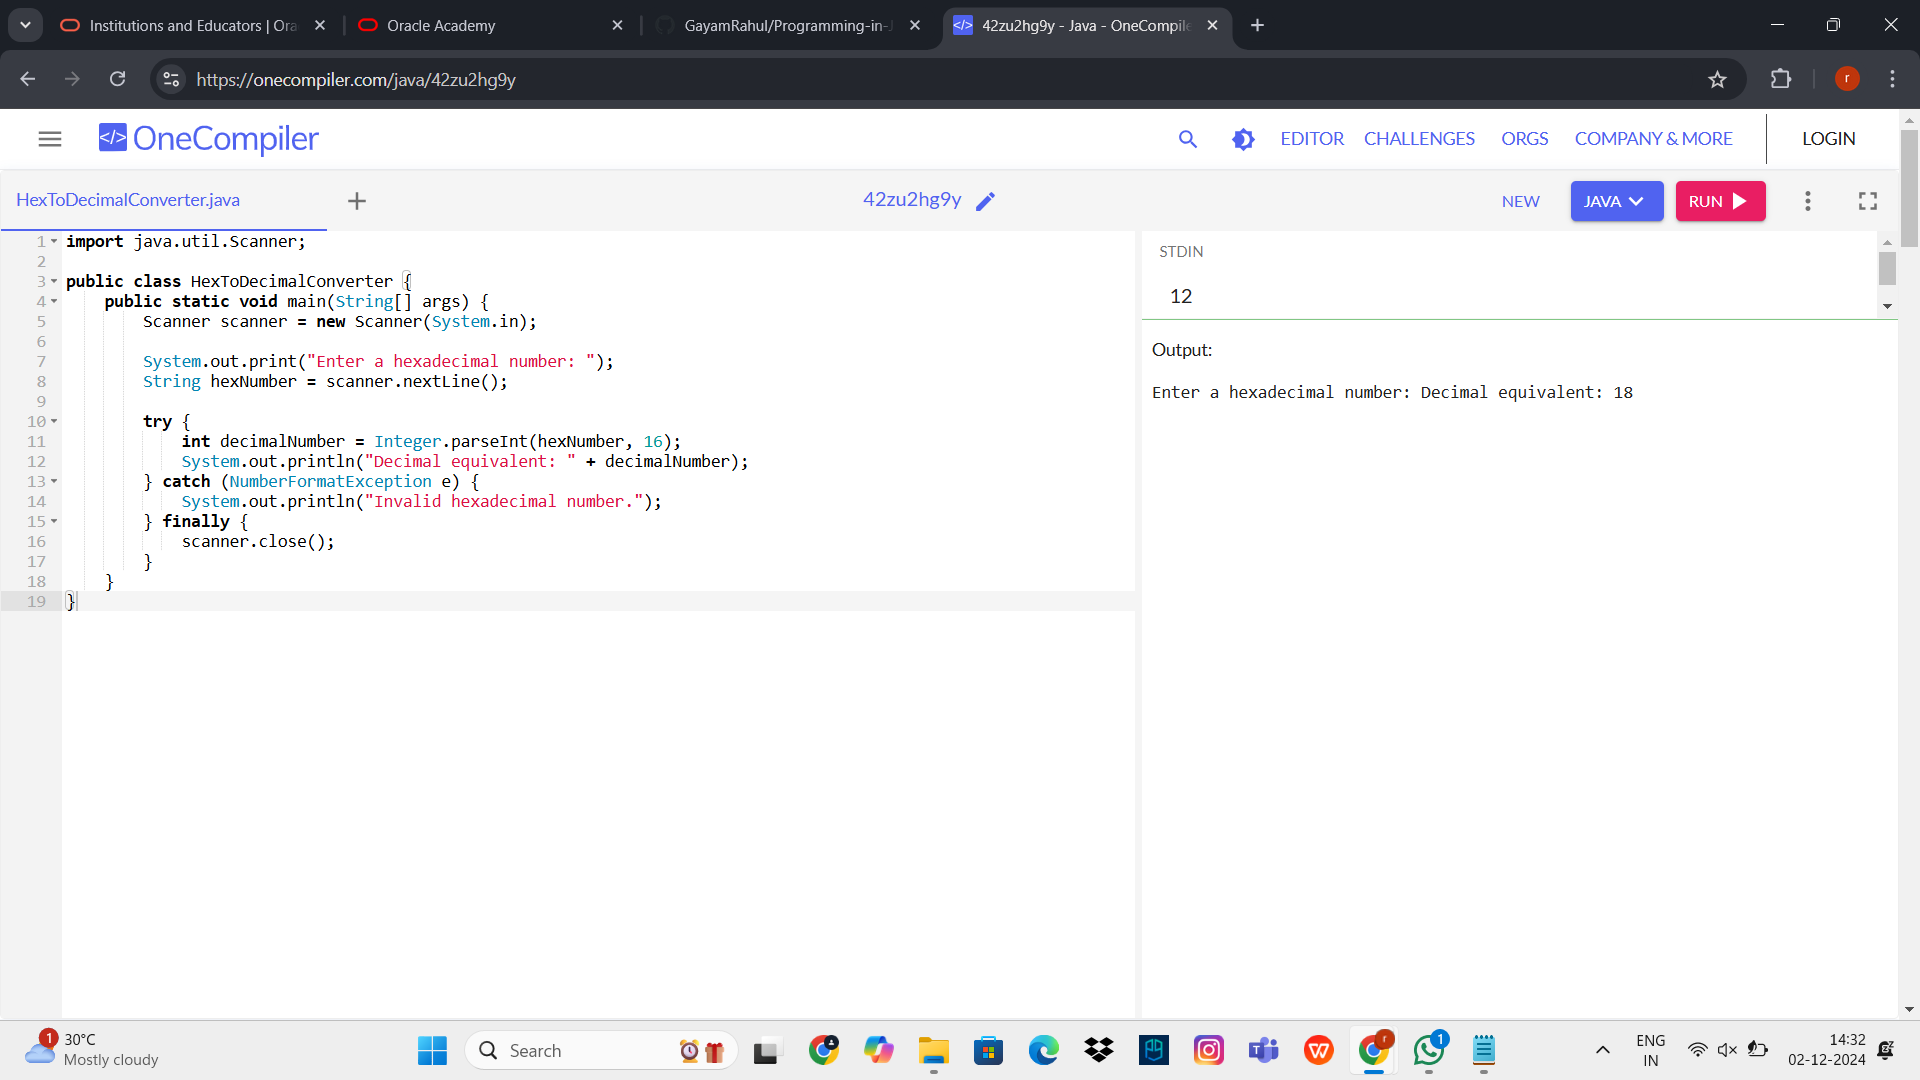 Institutions and Educators | Ora
Oracle Academy
GayamRahul/Programming-in-J
42zu2hg9y - Java - OneCompile
https://onecompiler.com/java/42zu2hg9y
r
</> OneCompiler
EDITOR
CHALLENGES
ORGS
COMPANY & MORE
LOGIN
HexToDecimalConverter.java
42zu2hg9y
NEW
JAVA
RUN
1 import java.util.Scanner;
2
3 public class HexToDecimalConverter {
4     public static void main(String[] args) {
5         Scanner scanner = new Scanner(System.in);
6
7         System.out.print("Enter a hexadecimal number: ");
8         String hexNumber = scanner.nextLine();
9
10         try {
11             int decimalNumber = Integer.parseInt(hexNumber, 16);
12             System.out.println("Decimal equivalent: " + decimalNumber);
13         } catch (NumberFormatException e) {
14             System.out.println("Invalid hexadecimal number.");
15         } finally {
16             scanner.close();
17         }
18     }
19 }
STDIN
12
Output:
Enter a hexadecimal number: Decimal equivalent: 18
1
30°C
Mostly cloudy
Search
r
1
ENG
IN
14:32
02-12-2024